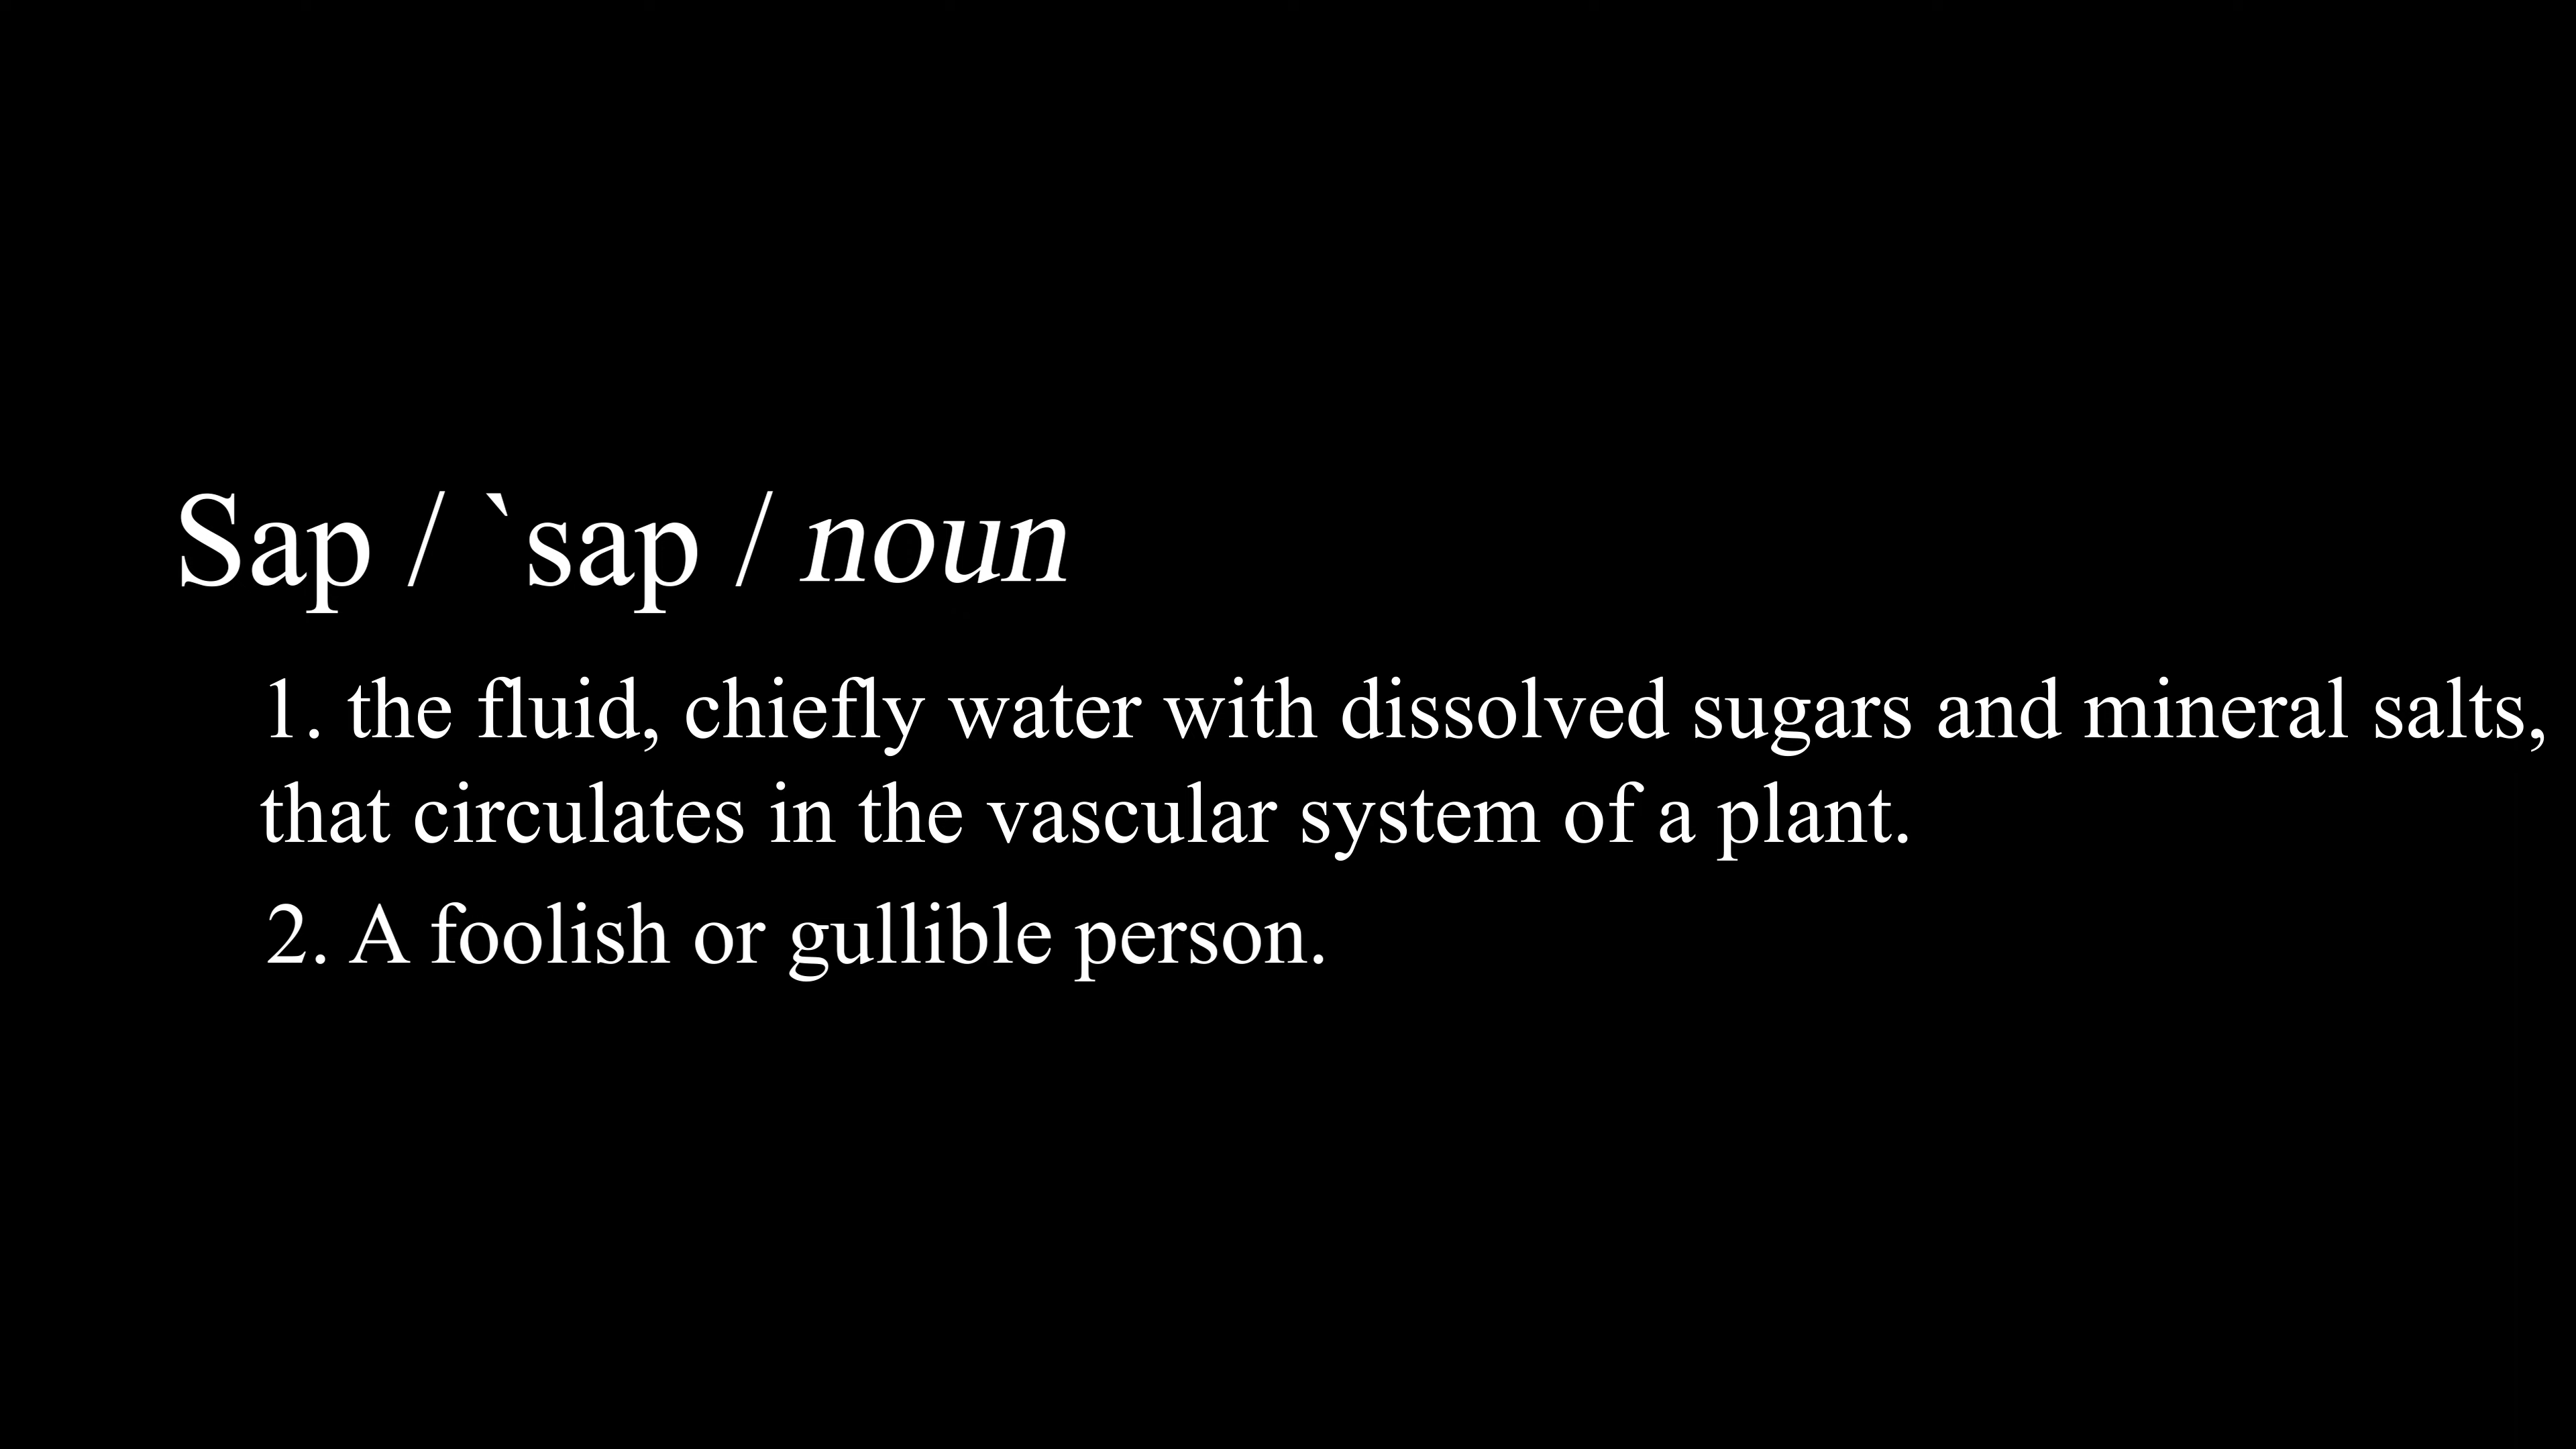 Sap / `sap / noun
1. the fluid, chiefly water with dissolved sugars and mineral salts,
that circulates in the vascular system of a plant.
2. A foolish or gullible person.